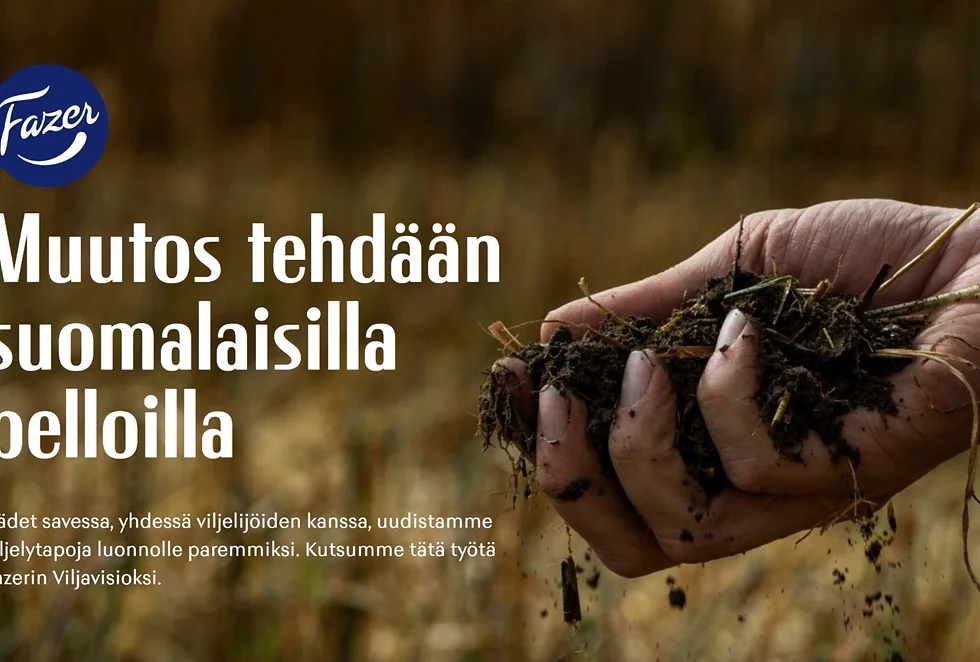 Fazer
Muutos tehdään
suomalaisilla
pelloilla
ädet savessa, yhdessä viljelijöiden kanssa, uudistamme
ljelytapoja luonnolle paremmiksi. Kutsumme tätä työtä
azerin Viljavisioksi.